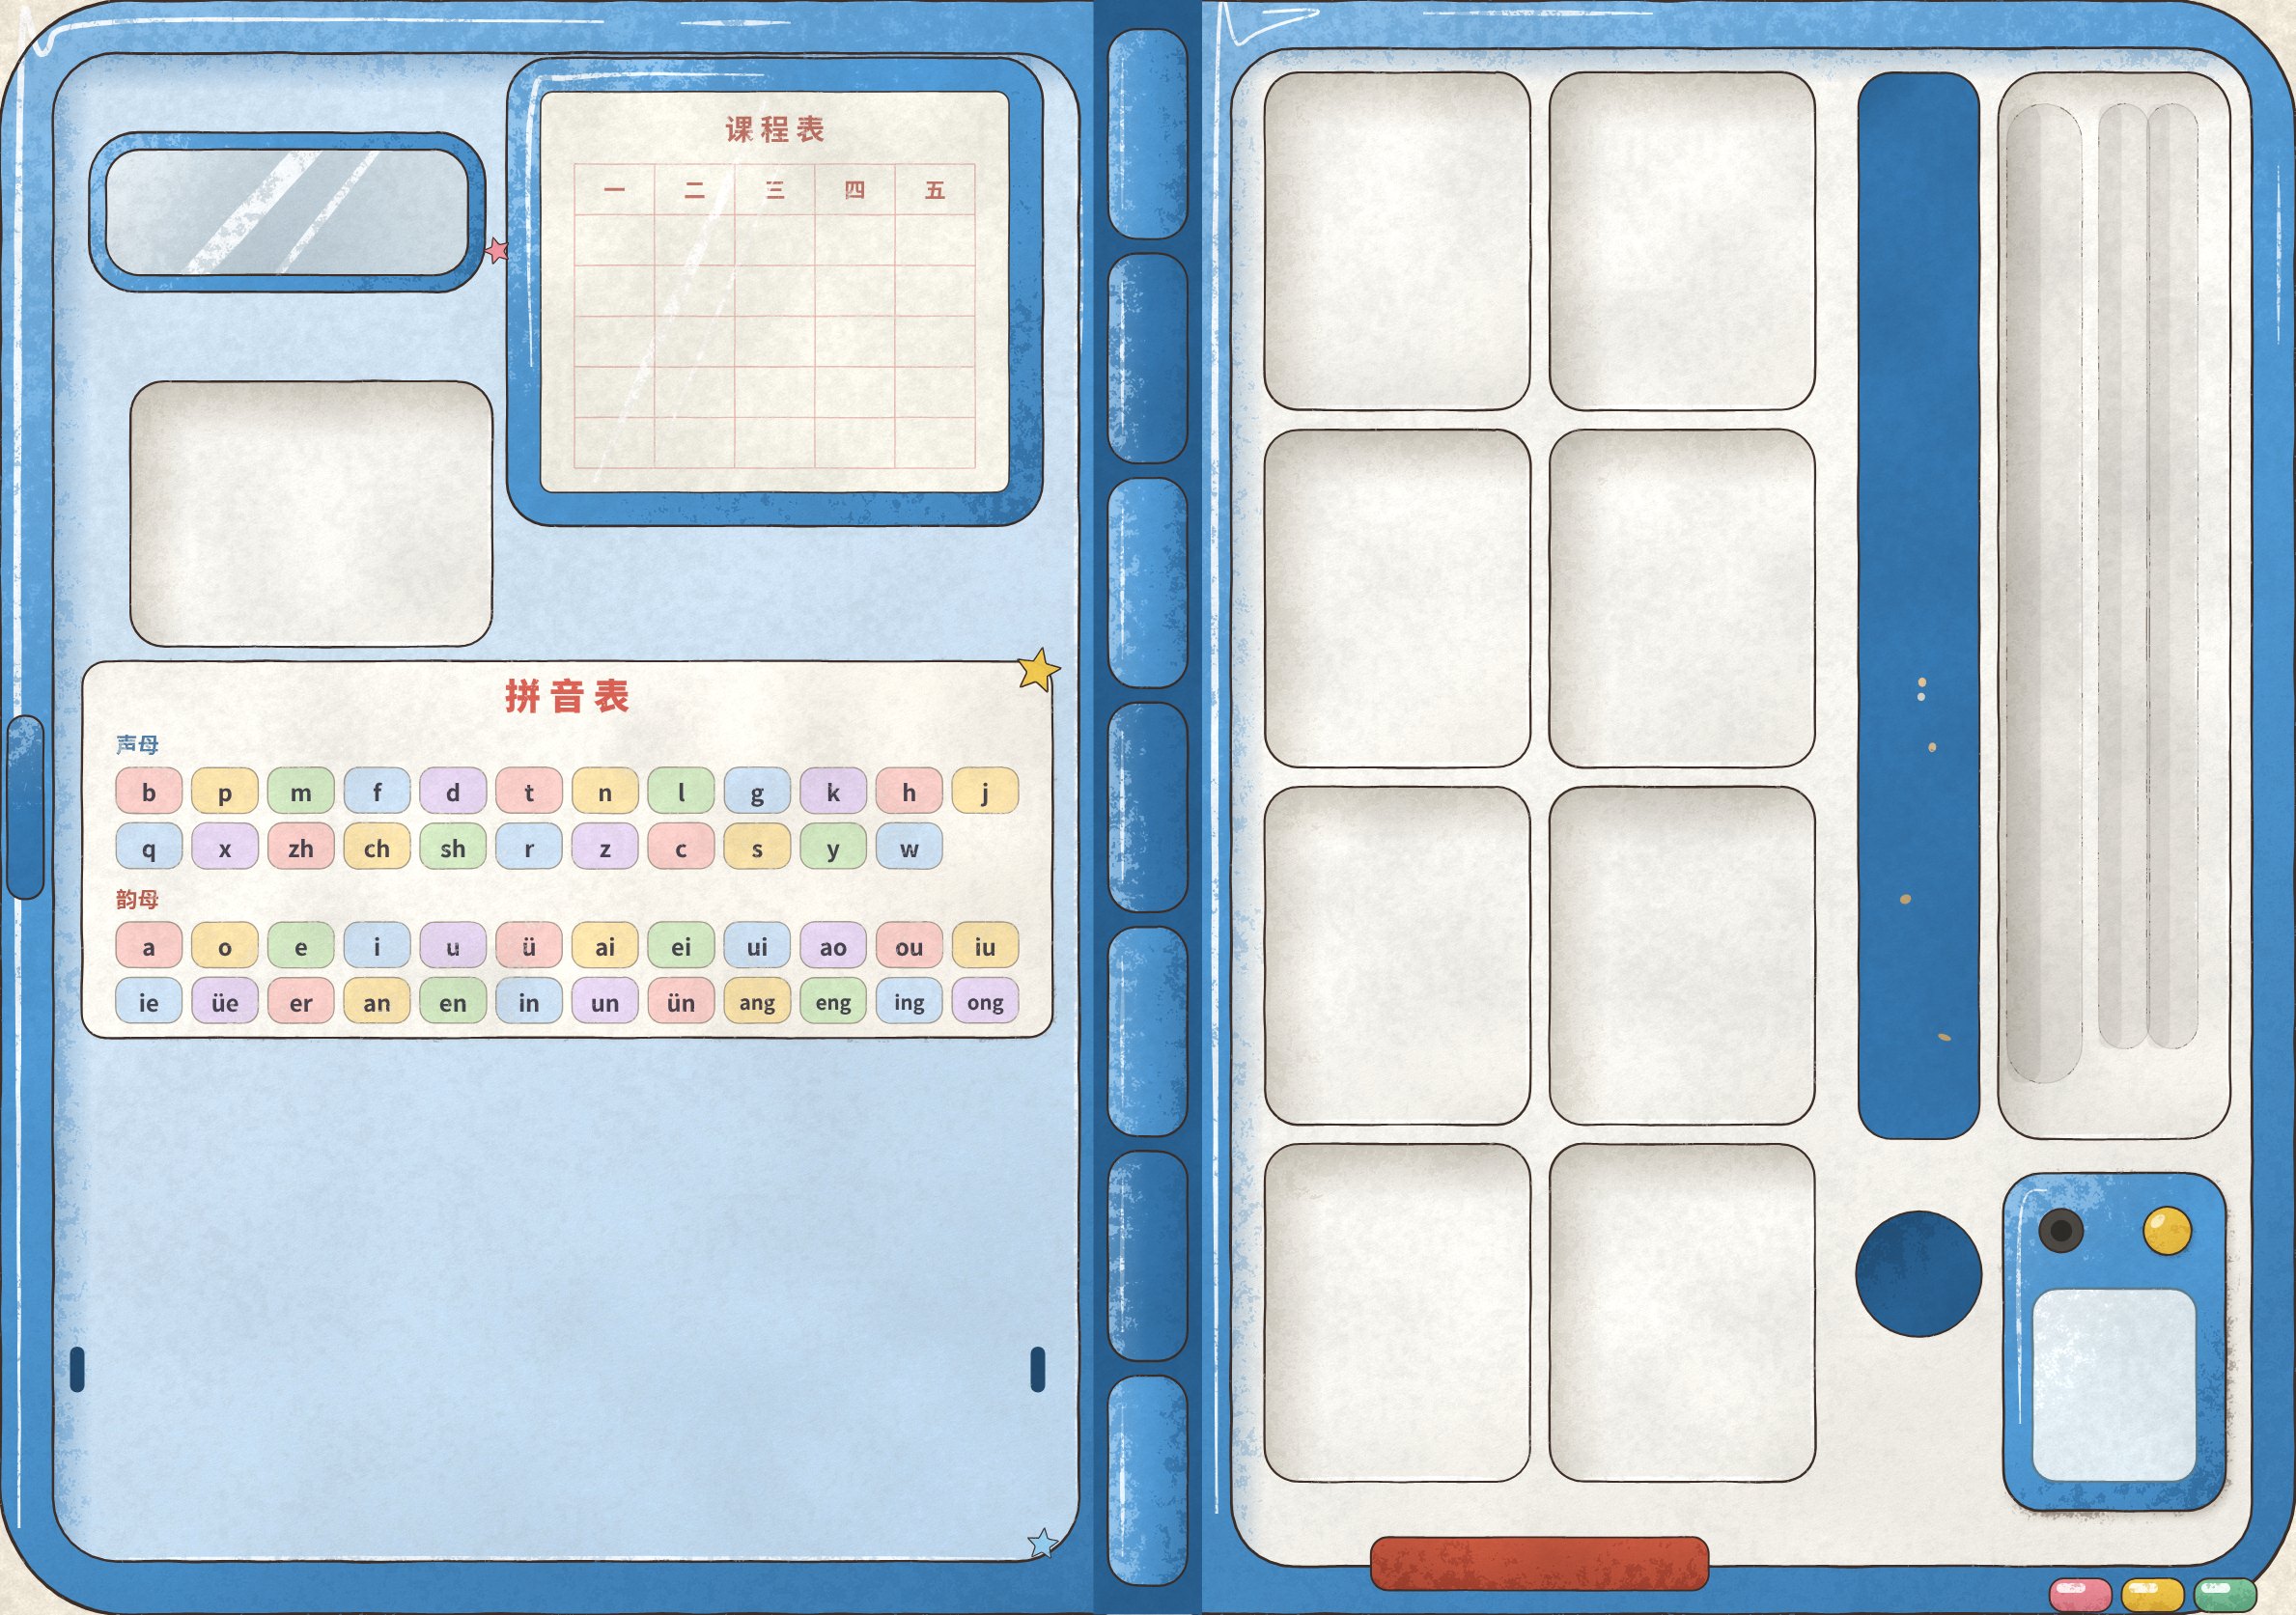 课程表
一 二 三 四 五
拼音表
声母
b p m f d t n l g k h j
q x zh ch sh r z c s y w
韵母
a o e i u ü ai ei ui ao ou iu
ie üe er an en in un ün ang eng ing ong